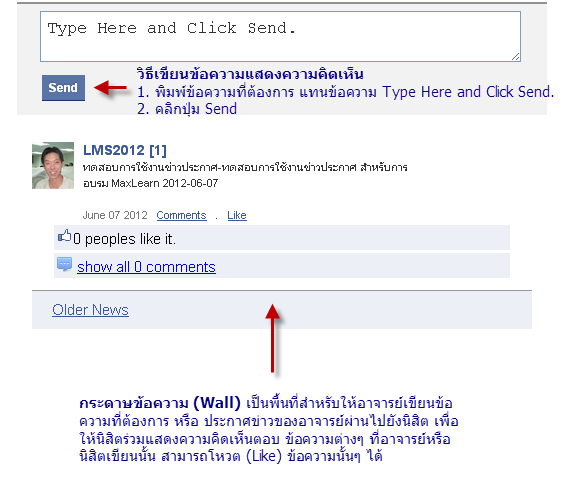 Type Here and Click Send.
Send
วิธีเขียนข้อความแสดงความคิดเห็น
1. พิมพ์ข้อความที่ต้องการ แทนข้อความ Type Here and Click Send.
2. คลิกปุ่ม Send
LMS2012 [1]
ทดสอบการใช้งานข่าวประกาศ-ทดสอบการใช้งานข่าวประกาศ สำหรับการ
อบรม MaxLearn 2012-06-07
June 07 2012 Comments . Like
0 peoples like it.
show all 0 comments
Older News
กระดาษข้อความ (Wall) เป็นพื้นที่สำหรับให้อาจารย์เขียนข้อ
ความที่ต้องการ หรือ ประกาศข่าวของอาจารย์ผ่านไปยังนิสิต เพื่อ
ให้นิสิตร่วมแสดงความคิดเห็นตอบ ข้อความต่างๆ ที่อาจารย์หรือ
นิสิตเขียนนั้น สามารถโหวต (Like) ข้อความนั้นๆ ได้